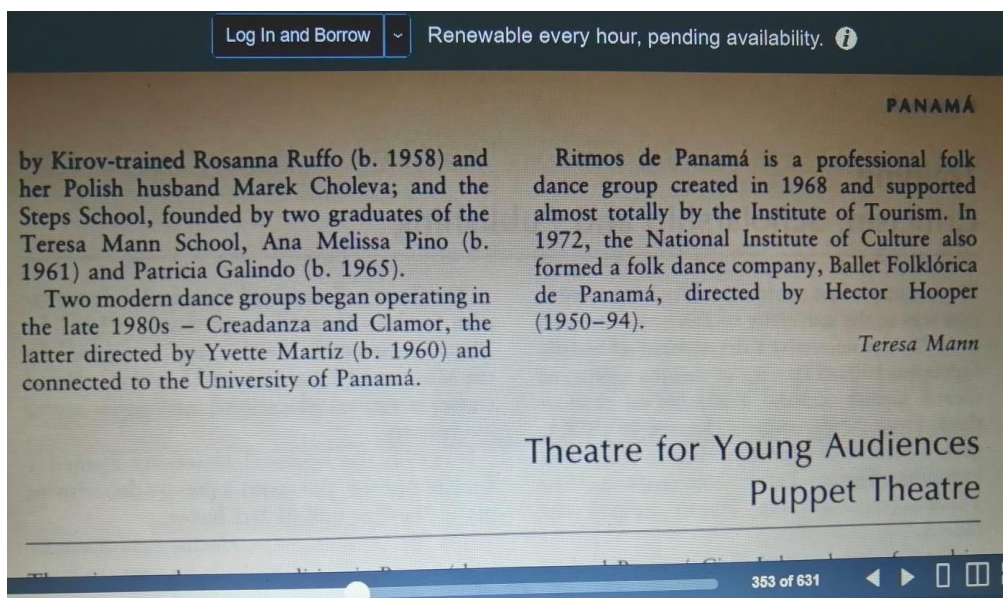 Log In and Borrow
Renewable every hour, pending availability.
PANAMÁ
by Kirov-trained Rosanna Ruffo (b. 1958) and
her Polish husband Marek Choleva; and the
Steps School, founded by two graduates of the
Teresa Mann School, Ana Melissa Pino (b.
1961) and Patricia Galindo (b. 1965).
Two modern dance groups began operating in
the late 1980s – Creadanza and Clamor, the
latter directed by Yvette Martíz (b. 1960) and
connected to the University of Panamá.
Ritmos de Panamá is a professional folk
dance group created in 1968 and supported
almost totally by the Institute of Tourism. In
1972, the National Institute of Culture also
formed a folk dance company, Ballet Folklórica
de Panamá, directed by Hector Hooper
(1950–94).
Teresa Mann
Theatre for Young Audiences
Puppet Theatre
353 of 631